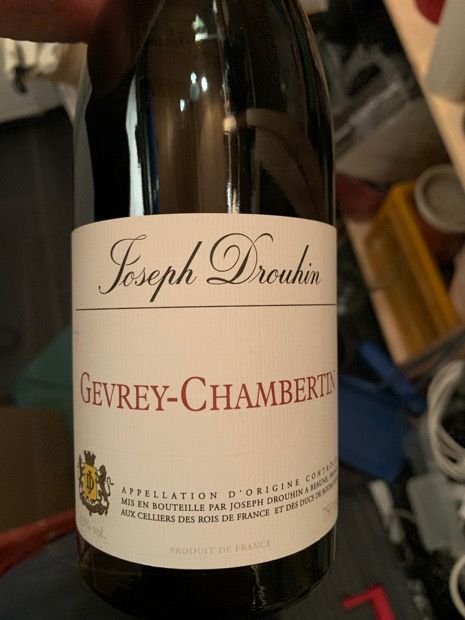 Joseph Drouhin
GEVREY-CHAMBERTIN
APPELLATION D'ORIGINE
MIS EN BOUTEILLE PAR JOSEPH DROUHIN A BEAUNE,
AUX CELLIERS DES ROIS DE FRANCE ET DES DUCS DE
% vol.
PRODUIT DE FRANCE